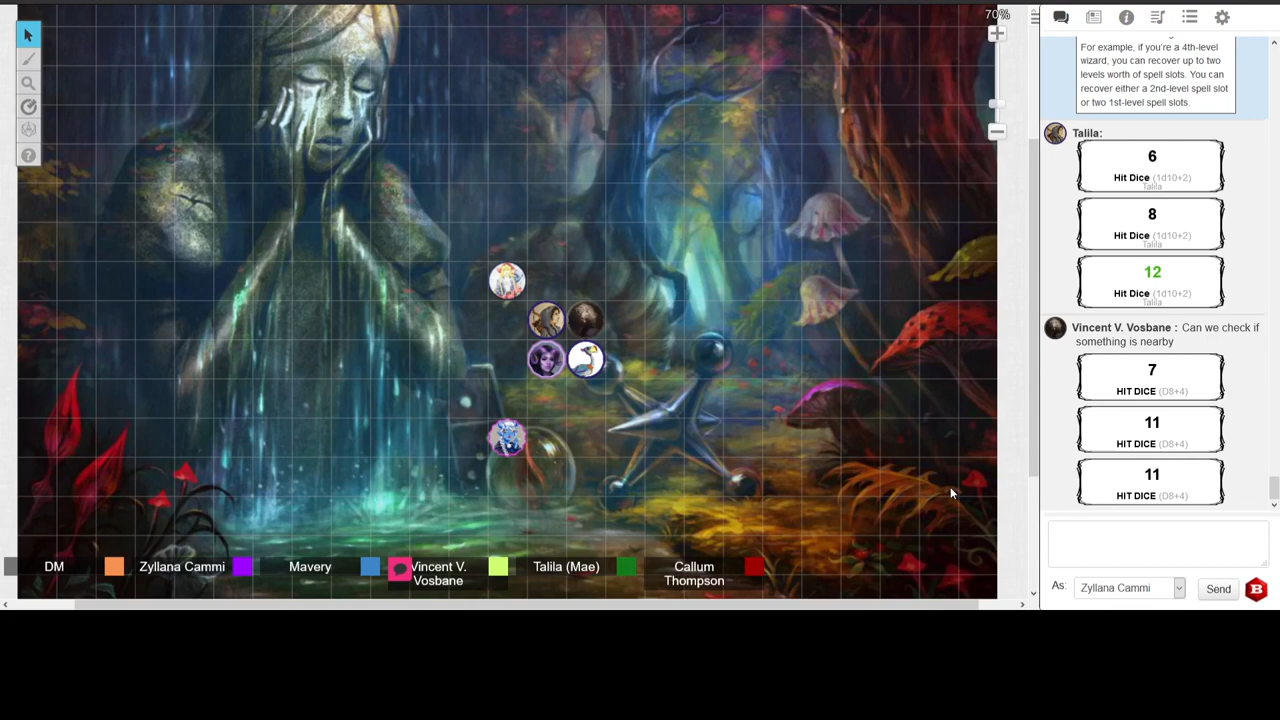 70%
For example, if you're a 4th-level
wizard, you can recover up to two
levels worth of spell slots. You can
recover either a 2nd-level spell slot
or two 1st-level spell slots.
Talila:
6
Hit Dice (1d10+2)
Talila
8
Hit Dice (1d10+2)
Talila
12
Hit Dice (1d10+2)
Talila
Vincent V. Vosbane : Can we check if
something is nearby
7
HIT DICE (D8+4)
11
HIT DICE (D8+4)
11
HIT DICE (D8+4)
DM
Zyllana Cammi
Mavery
Vincent V.
Vosbane
Talila (Mae)
Callum
Thompson
As:
Zyllana Cammi
Send
B